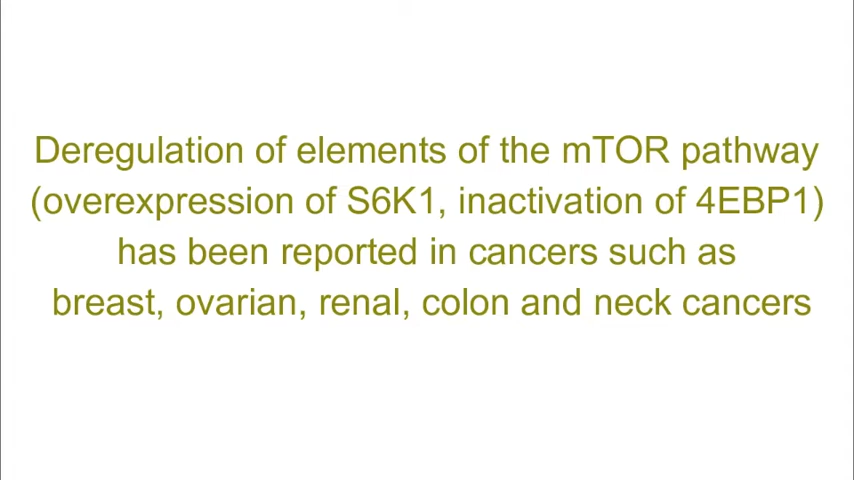 Deregulation of elements of the mTOR pathway
(overexpression of S6K1, inactivation of 4EBP1)
has been reported in cancers such as
breast, ovarian, renal, colon and neck cancers